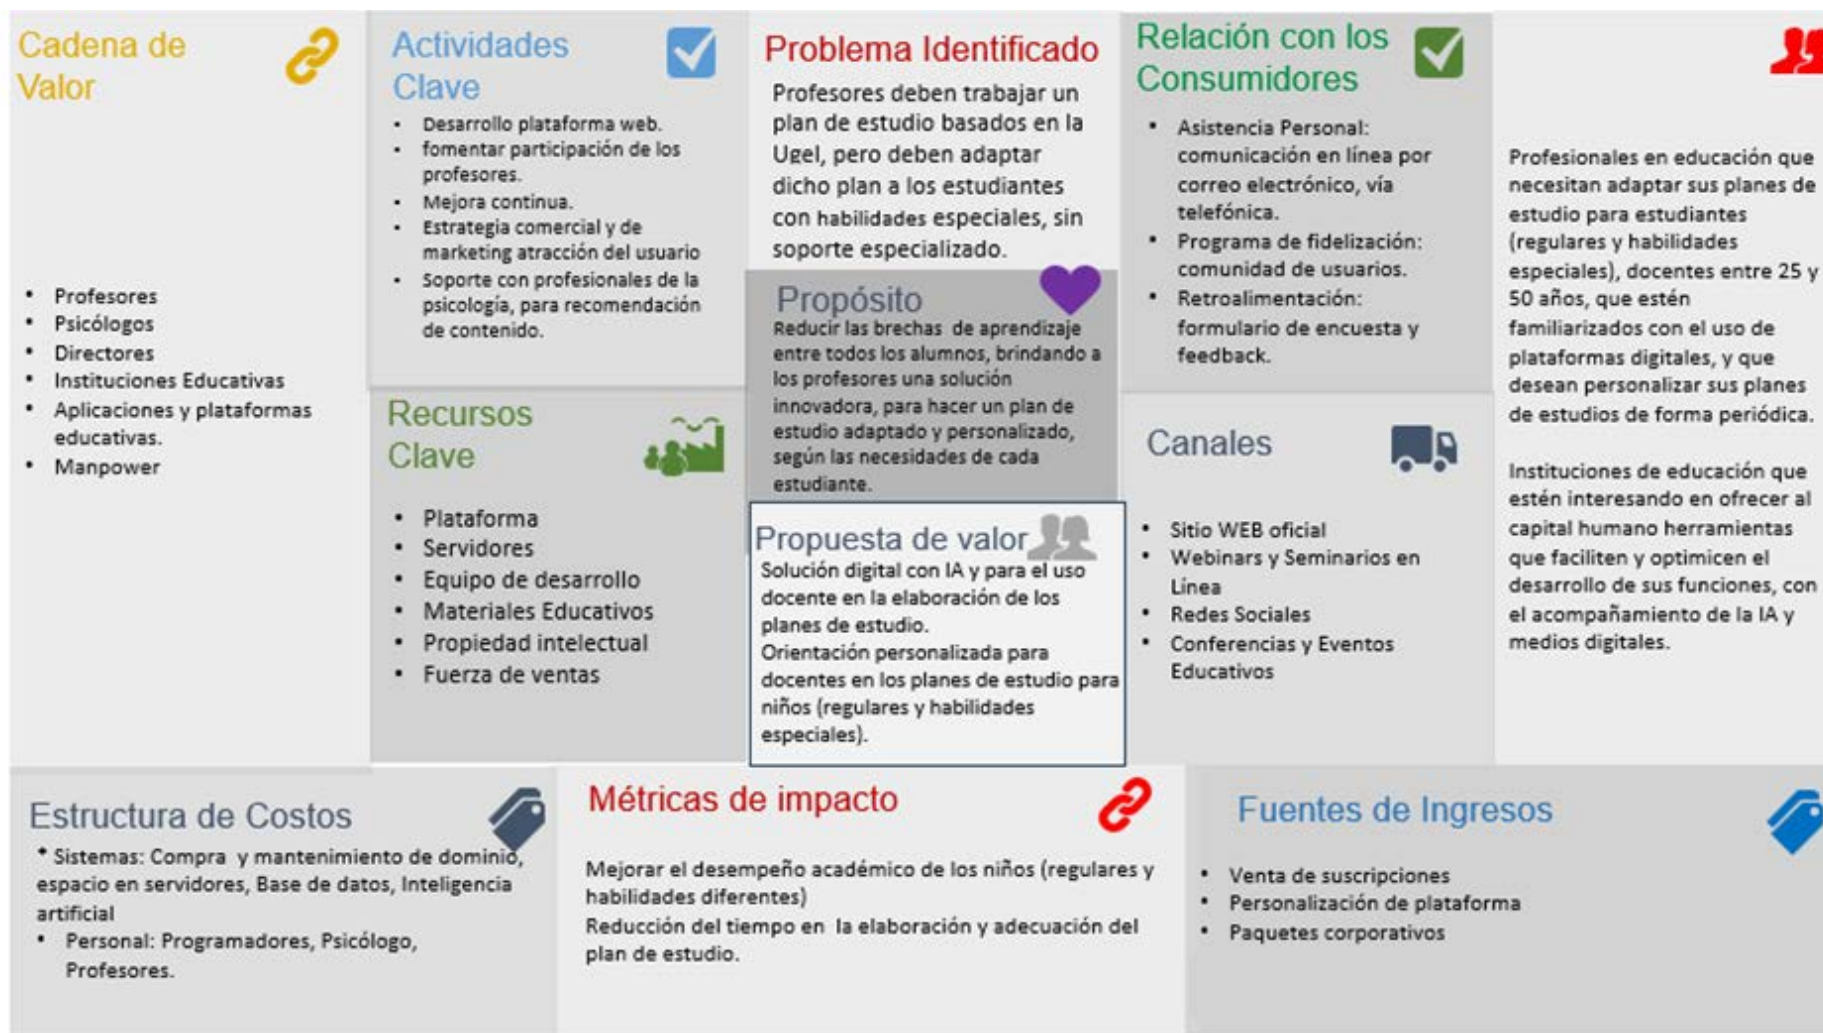 Cadena de
Valor
• Profesores
• Psicólogos
• Directores
• Instituciones Educativas
• Aplicaciones y plataformas
educativas.
• Manpower
Actividades
Clave
• Desarrollo plataforma web.
• fomentar participación de los
profesores.
• Mejora continua.
• Estrategia comercial y de
marketing atracción del usuario
• Soporte con profesionales de la
psicología, para recomendación
de contenido.
Recursos
Clave
• Plataforma
• Servidores
• Equipo de desarrollo
• Materiales Educativos
• Propiedad intelectual
• Fuerza de ventas
Problema Identificado
Profesores deben trabajar un
plan de estudio basados en la
Ugel, pero deben adaptar
dicho plan a los estudiantes
con habilidades especiales, sin
soporte especializado.
Propósito
Reducir las brechas de aprendizaje
entre todos los alumnos, brindando a
los profesores una solución
innovadora, para hacer un plan de
estudio adaptado y personalizado,
según las necesidades de cada
estudiante.
Propuesta de valor
Solución digital con IA y para el uso
docente en la elaboración de los
planes de estudio.
Orientación personalizada para
docentes en los planes de estudio para
niños (regulares y habilidades
especiales).
Relación con los
Consumidores
• Asistencia Personal:
comunicación en línea por
correo electrónico, vía
telefónica.
• Programa de fidelización:
comunidad de usuarios.
• Retroalimentación:
formulario de encuesta y
feedback.
Canales
• Sitio WEB oficial
• Webinars y Seminarios en
Línea
• Redes Sociales
• Conferencias y Eventos
Educativos
Profesionales en educación que
necesitan adaptar sus planes de
estudio para estudiantes
(regulares y habilidades
especiales), docentes entre 25 y
50 años, que estén
familiarizados con el uso de
plataformas digitales, y que
desean personalizar sus planes
de estudios de forma periódica.
Instituciones de educación que
estén interesando en ofrecer al
capital humano herramientas
que faciliten y optimicen el
desarrollo de sus funciones, con
el acompañamiento de la IA y
medios digitales.
Estructura de Costos
* Sistemas: Compra y mantenimiento de dominio,
espacio en servidores, Base de datos, Inteligencia
artificial
• Personal: Programadores, Psicólogo,
Profesores.
Métricas de impacto
Mejorar el desempeño académico de los niños (regulares y
habilidades diferentes)
Reducción del tiempo en la elaboración y adecuación del
plan de estudio.
Fuentes de Ingresos
• Venta de suscripciones
• Personalización de plataforma
• Paquetes corporativos